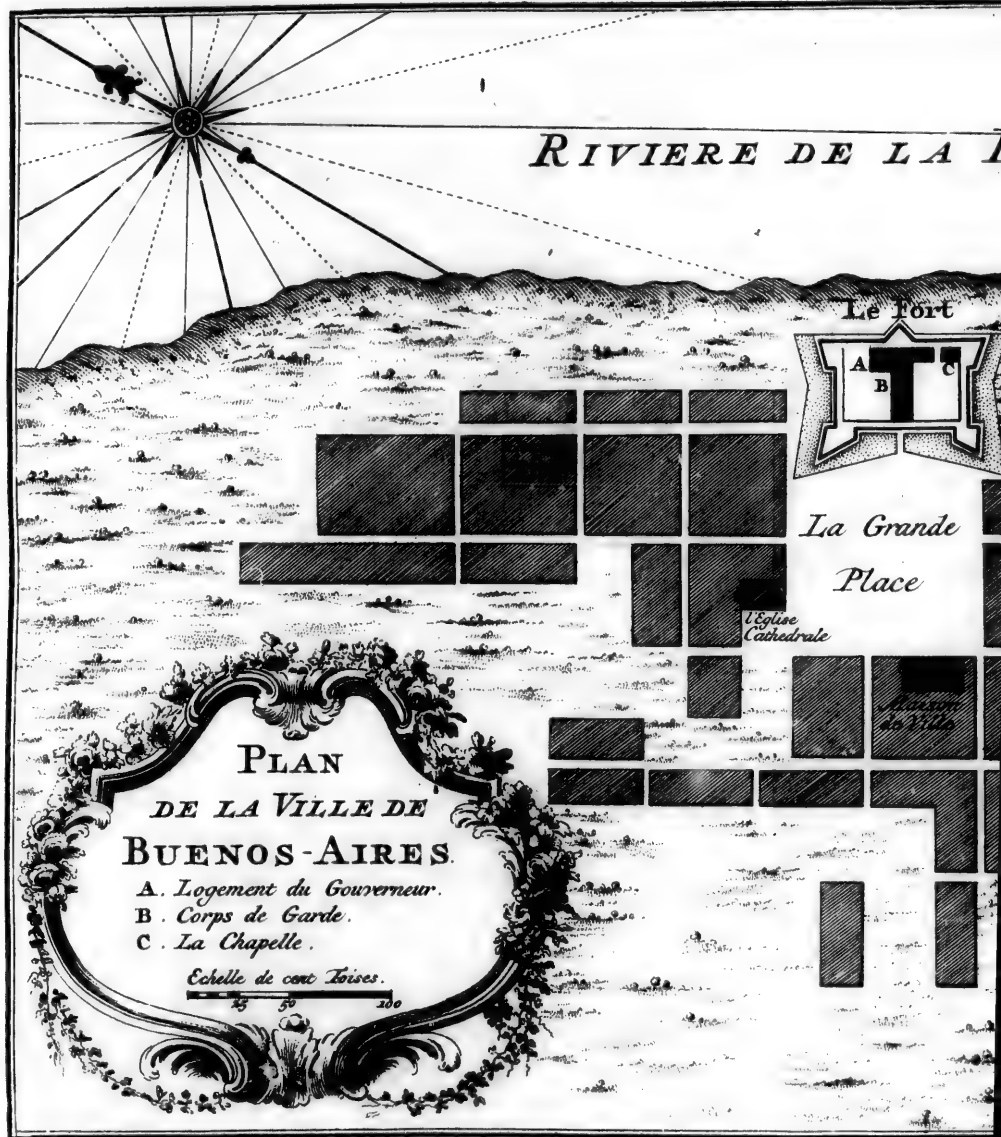 RIVIERE DE LA
Le Fort
A
B
C
La Grande
Place
l'Eglise
Cathedrale
Maison
de Ville
PLAN
DE LA VILLE DE
BUENOS-AIRES.
A. Logement du Gouverneur.
B. Corps de Garde.
C. La Chapelle.
Echelle de cent Toises.
25 50 100